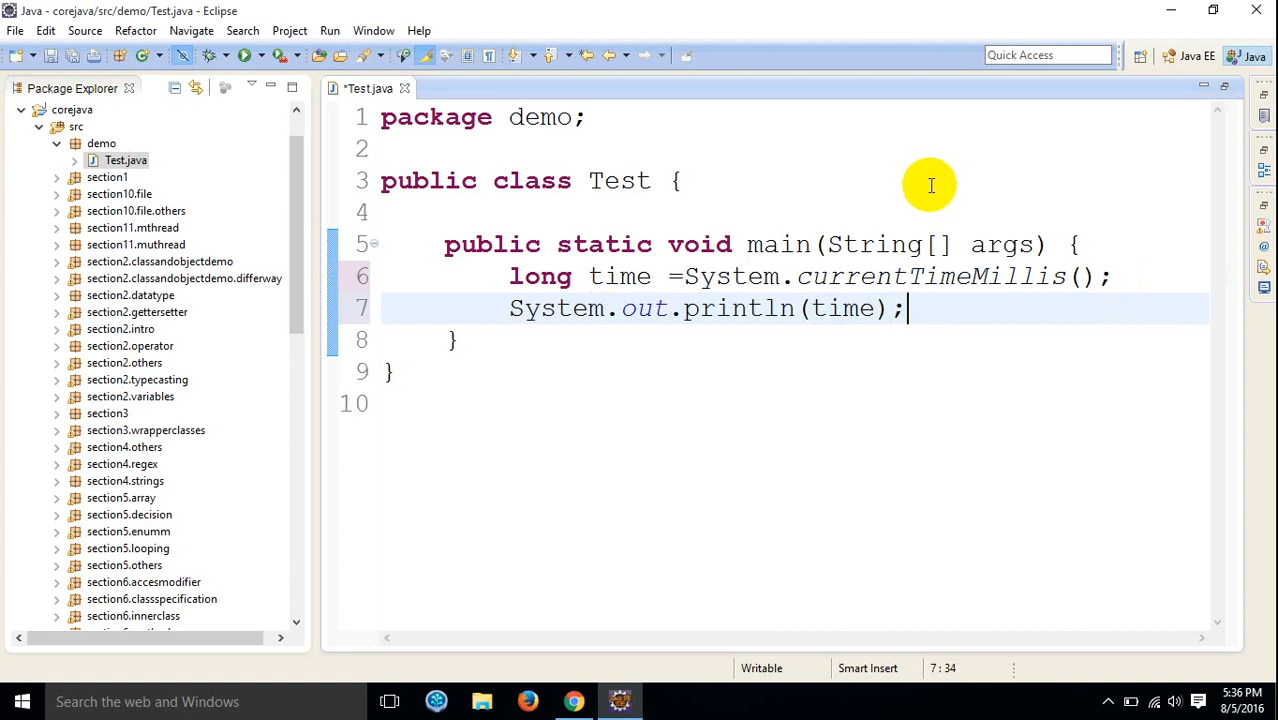 Java - corejava/src/demo/Test.java - Eclipse
File Edit Source Refactor Navigate Search Project Run Window Help
Quick Access
Java EE
Java
Package Explorer
corejava
src
demo
Test.java
section1
section10.file
section10.file.others
section11.mthread
section11.muthread
section2.classandobjectdemo
section2.classandobjectdemo.differway
section2.datatype
section2.gettersetter
section2.intro
section2.operator
section2.others
section2.typecasting
section2.variables
section3
section3.wrapperclasses
section4.others
section4.regex
section4.strings
section5.array
section5.decision
section5.enumm
section5.looping
section5.others
section6.accesmodifier
section6.classspecification
section6.innerclass
*Test.java
1 package demo;
2
3 public class Test {
4
5 public static void main(String[] args) {
6 long time =System.currentTimeMillis();
7 System.out.println(time);
8 }
9 }
10
Writable
Smart Insert
7 : 34
Search the web and Windows
5:36 PM
8/5/2016